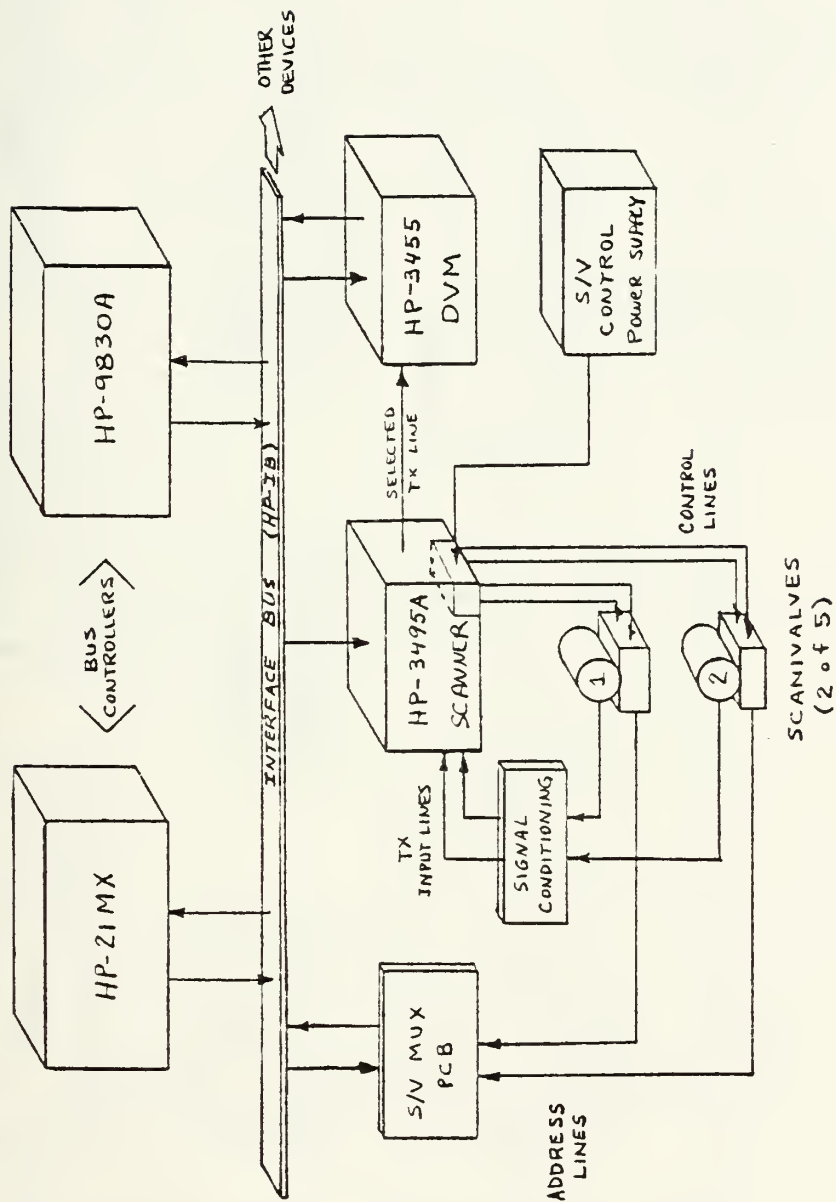 HP-21MX
BUS
CONTROLLERS
HP-9830A
INTERFACE BUS (HP-IB)
OTHER
DEVICES
S/V MUX
PCB
ADDRESS
LINES
TX
INPUT LINES
SIGNAL
CONDITIONING
HP-3495A
SCANNER
SELECTED
TX LINE
HP-3455
DVM
S/V
CONTROL
POWER SUPPLY
CONTROL
LINES
1
2
SCANIVALVES
(2 of 5)